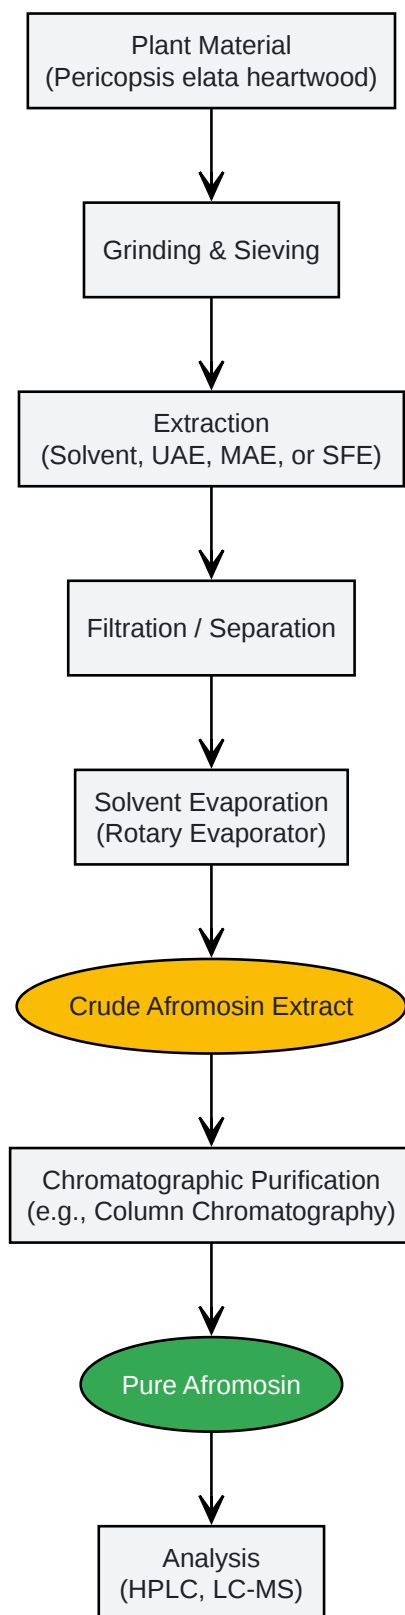 Plant Material
(Pericopsis elata heartwood)
Grinding & Sieving
Extraction
(Solvent, UAE, MAE, or SFE)
Filtration / Separation
Solvent Evaporation
(Rotary Evaporator)
Crude Afromosin Extract
Chromatographic Purification
(e.g., Column Chromatography)
Pure Afromosin
Analysis
(HPLC, LC-MS)